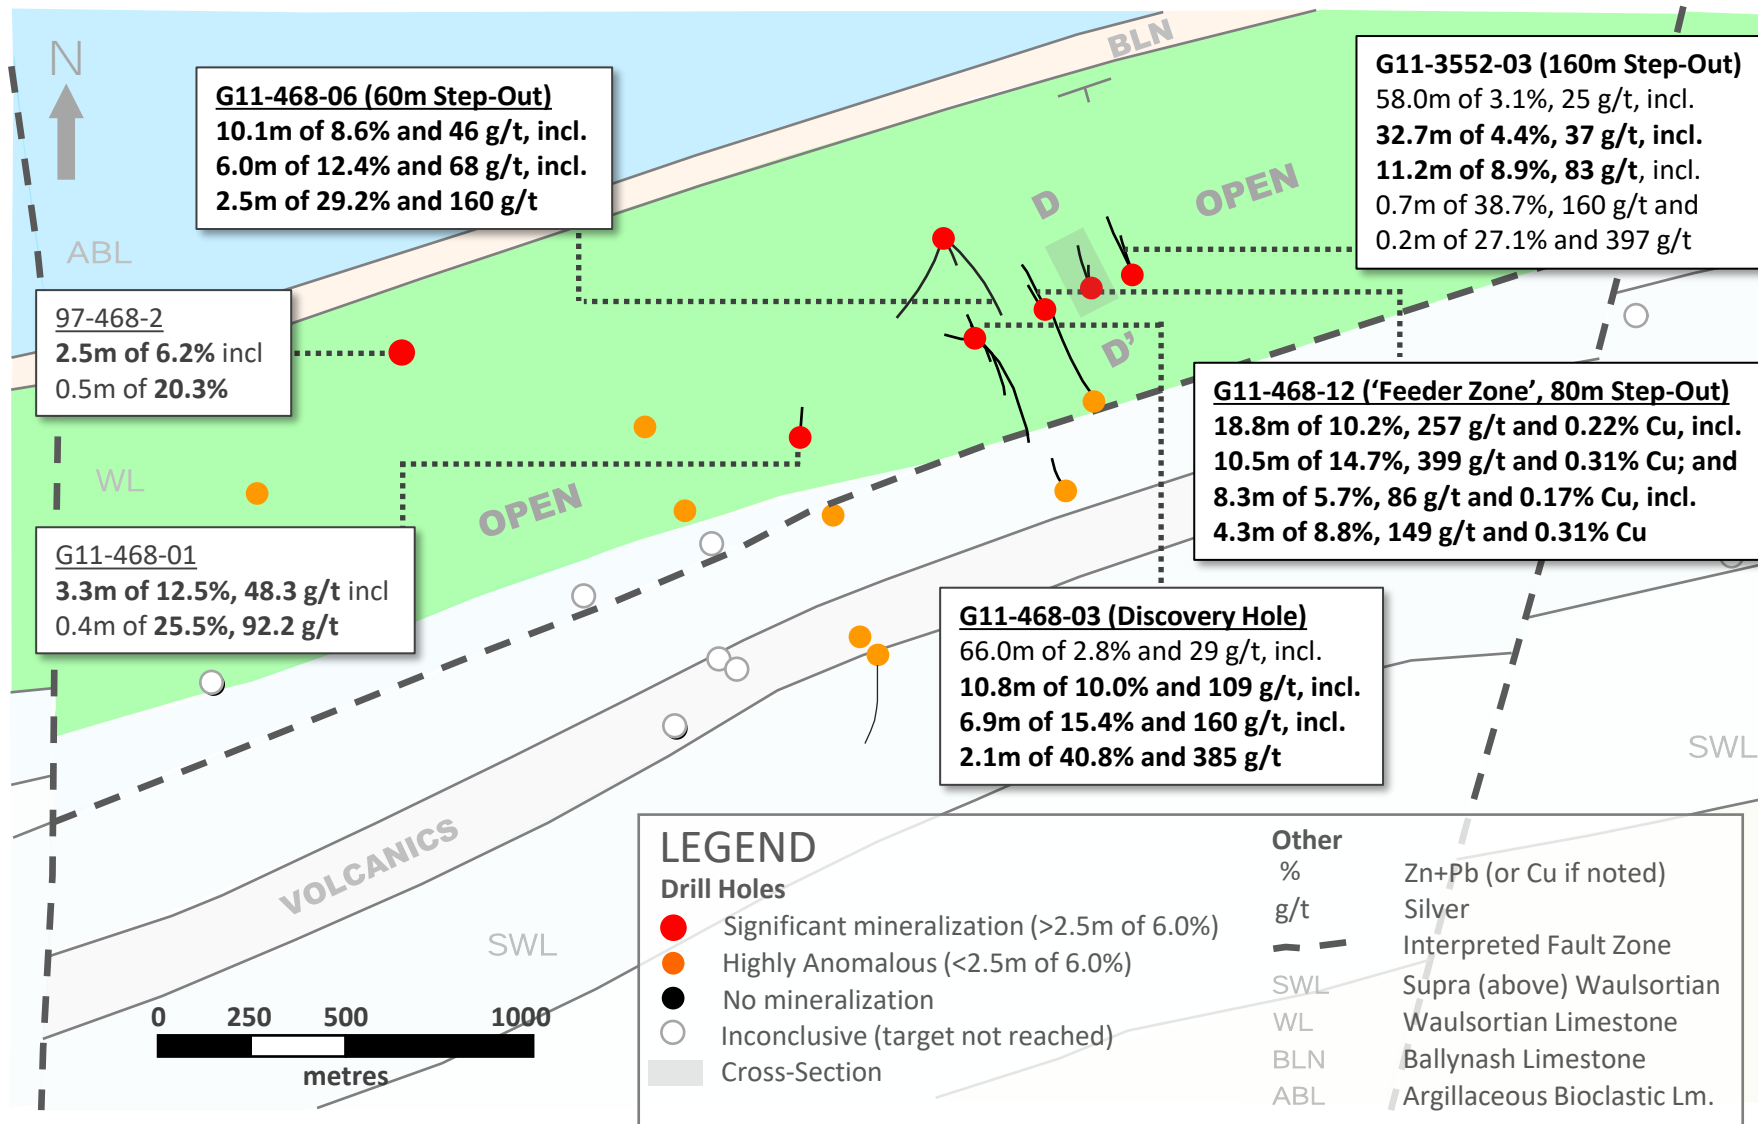 N
BLN
G11-468-06 (60m Step-Out)
10.1m of 8.6% and 46 g/t, incl.
6.0m of 12.4% and 68 g/t, incl.
2.5m of 29.2% and 160 g/t
G11-3552-03 (160m Step-Out)
58.0m of 3.1%, 25 g/t, incl.
32.7m of 4.4%, 37 g/t, incl.
11.2m of 8.9%, 83 g/t, incl.
0.7m of 38.7%, 160 g/t and
0.2m of 27.1% and 397 g/t
D
OPEN
ABL
97-468-2
2.5m of 6.2% incl
0.5m of 20.3%
D’
G11-468-12 (‘Feeder Zone’, 80m Step-Out)
18.8m of 10.2%, 257 g/t and 0.22% Cu, incl.
10.5m of 14.7%, 399 g/t and 0.31% Cu; and
8.3m of 5.7%, 86 g/t and 0.17% Cu, incl.
4.3m of 8.8%, 149 g/t and 0.31% Cu
WL
OPEN
G11-468-01
3.3m of 12.5%, 48.3 g/t incl
0.4m of 25.5%, 92.2 g/t
G11-468-03 (Discovery Hole)
66.0m of 2.8% and 29 g/t, incl.
10.8m of 10.0% and 109 g/t, incl.
6.9m of 15.4% and 160 g/t, incl.
2.1m of 40.8% and 385 g/t
SWL
VOLCANICS
SWL
0 250 500 1000
metres
LEGEND
Drill Holes
Significant mineralization (>2.5m of 6.0%)
Highly Anomalous (<2.5m of 6.0%)
No mineralization
Inconclusive (target not reached)
Cross-Section
Other
% Zn+Pb (or Cu if noted)
g/t Silver
Interpreted Fault Zone
SWL Supra (above) Waulsortian
WL Waulsortian Limestone
BLN Ballynash Limestone
ABL Argillaceous Bioclastic Lm.